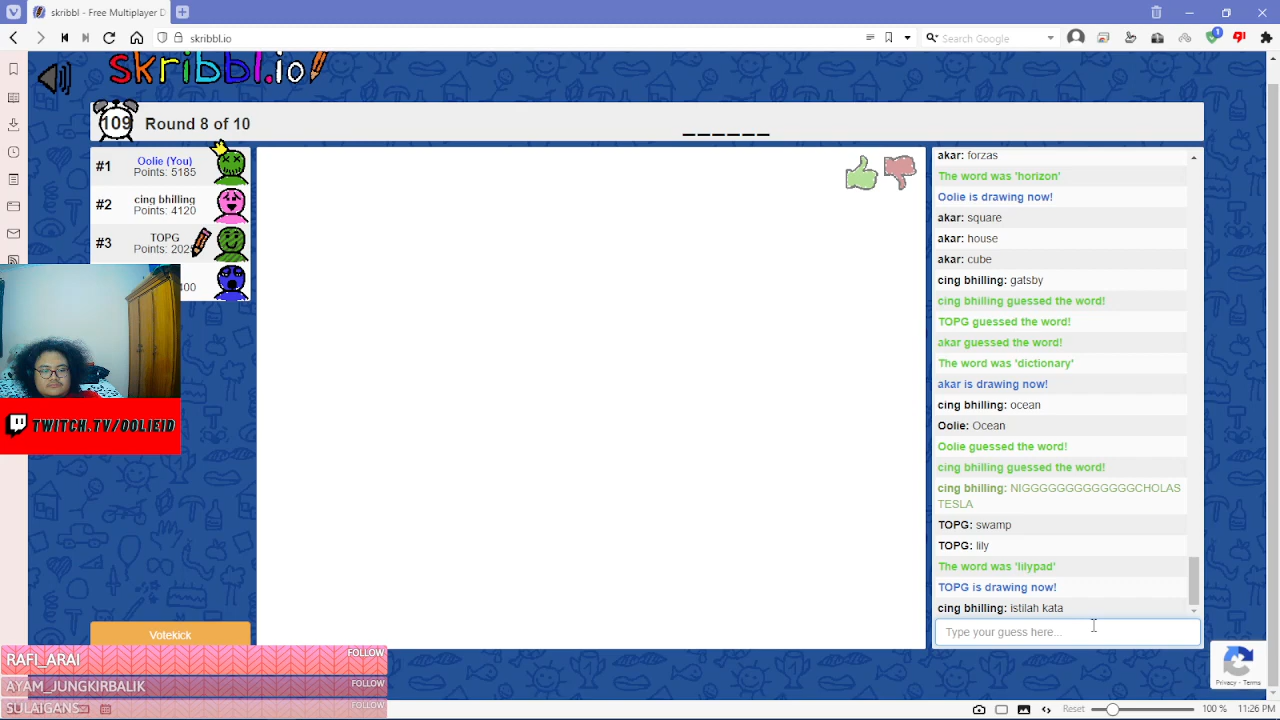 skribbl - Free Multiplayer D
skribbl.io
Search Google
1
skribbl.io
109
Round 8 of 10
______
#1
Oolie (You)
Points: 5185
#2
cing bhilling
Points: 4120
#3
TOPG
akar: forzas
The word was 'horizon'
Oolie is drawing now!
akar: square
akar: house
akar: cube
cing bhilling: gatsby
cing bhilling guessed the word!
TOPG guessed the word!
akar guessed the word!
The word was 'dictionary'
akar is drawing now!
cing bhilling: ocean
Oolie: Ocean
Oolie guessed the word!
cing bhilling guessed the word!
cing bhilling: NIGGGGGGGGGGGGGCHOLAS
TESLA
TOPG: swamp
TOPG: lily
The word was 'lilypad'
TOPG is drawing now!
cing bhilling: istilah kata
Type your guess here...
TWITCH.TV/OOLIEID
Votekick
RAFI_ARAI
FOLLOW
AYAM_JUNGKIRBALIK
FOLLOW
SULAIGANS
FOLLOW
Privacy - Terms
Reset
100 %
11:26 PM